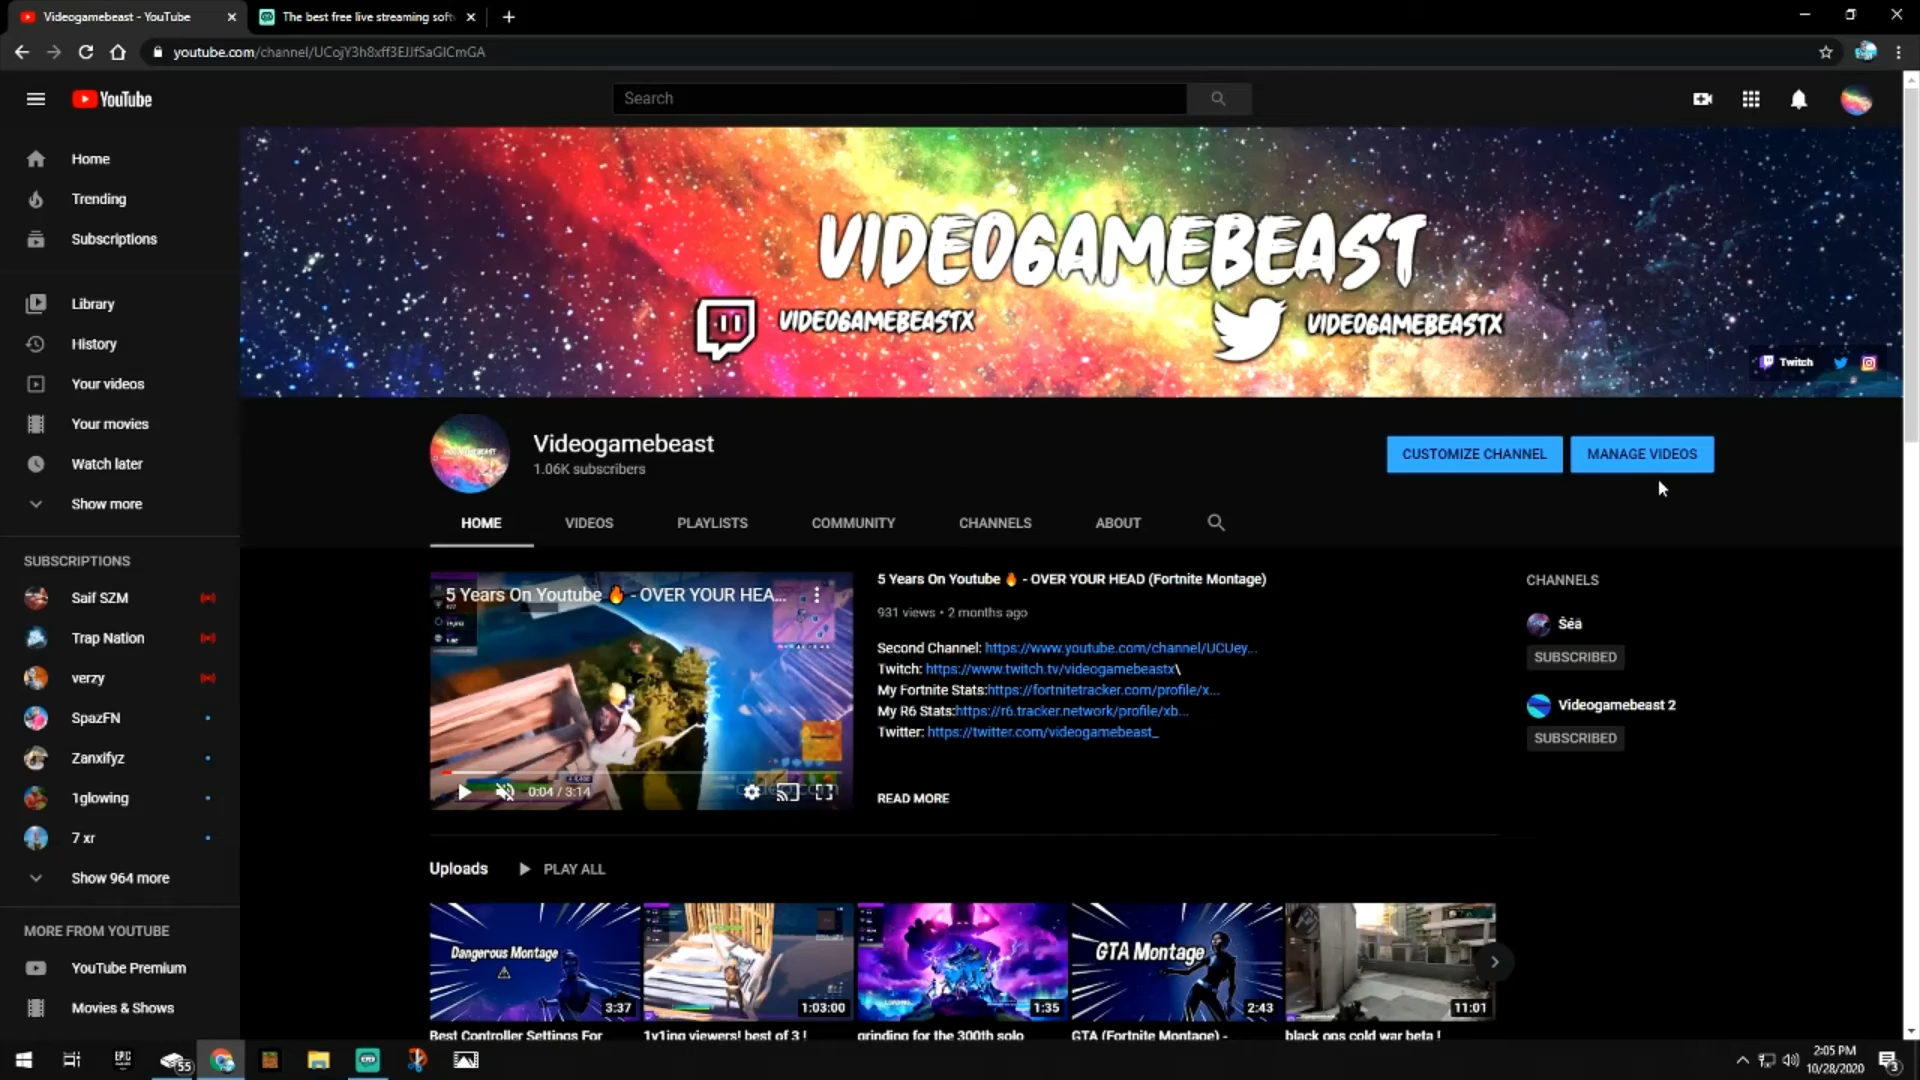 Videogamebeast - YouTube
The best free live streaming soft
youtube.com/channel/UCojY3h8xff3EJJfSaGlCmGA
YouTube
Search
Home
Trending
Subscriptions
Library
History
Your videos
Your movies
Watch later
Show more
SUBSCRIPTIONS
Saif SZM
Trap Nation
verzy
SpazFN
Zanxifyz
1glowing
7 xr
Show 964 more
MORE FROM YOUTUBE
YouTube Premium
Movies & Shows
VIDEOGAMEBEAST
VIDEOGAMEBEASTX
VIDEOGAMEBEASTX
Twitch
Videogamebeast
1.06K subscribers
CUSTOMIZE CHANNEL
MANAGE VIDEOS
HOME
VIDEOS
PLAYLISTS
COMMUNITY
CHANNELS
ABOUT
5 Years On Youtube 🔥 - OVER YOUR HEA...
0:04 / 3:14
5 Years On Youtube 🔥 - OVER YOUR HEAD (Fortnite Montage)
931 views • 2 months ago
Second Channel: https://www.youtube.com/channel/UCUey...
Twitch: https://www.twitch.tv/videogamebeastx\
My Fortnite Stats:https://fortnitetracker.com/profile/x...
My R6 Stats:https://r6.tracker.network/profile/xb...
Twitter: https://twitter.com/videogamebeast_
READ MORE
CHANNELS
Šéä
SUBSCRIBED
Videogamebeast 2
SUBSCRIBED
Uploads
PLAY ALL
Dangerous Montage
3:37
1:03:00
1:35
GTA Montage
2:43
11:01
Best Controller Settings For
1v1ing viewers! best of 3 !
grinding for the 300th solo
GTA (Fortnite Montage) -
black ops cold war beta !
EPIC
55
2:05 PM
10/28/2020
3